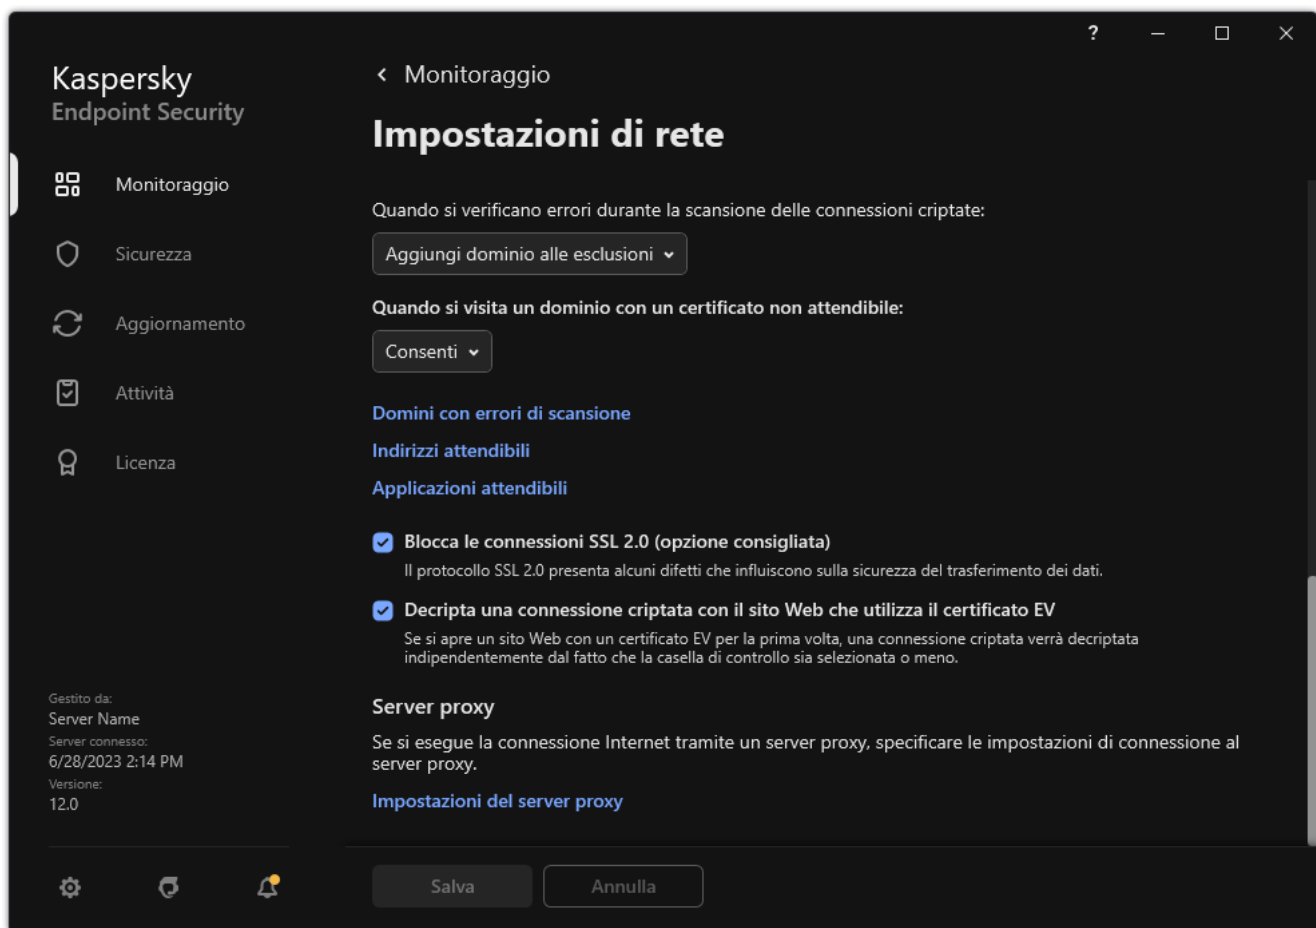 ?
Kaspersky
Endpoint Security
Monitoraggio
Sicurezza
Aggiornamento
Attività
Licenza
Gestito da:
Server Name
Server connesso:
6/28/2023 2:14 PM
Versione:
12.0
Monitoraggio
Impostazioni di rete
Quando si verificano errori durante la scansione delle connessioni criptate:
Aggiungi dominio alle esclusioni
Quando si visita un dominio con un certificato non attendibile:
Consenti
Domini con errori di scansione
Indirizzi attendibili
Applicazioni attendibili
Blocca le connessioni SSL 2.0 (opzione consigliata)
Il protocollo SSL 2.0 presenta alcuni difetti che influiscono sulla sicurezza del trasferimento dei dati.
Decripta una connessione criptata con il sito Web che utilizza il certificato EV
Se si apre un sito Web con un certificato EV per la prima volta, una connessione criptata verrà decriptata
indipendentemente dal fatto che la casella di controllo sia selezionata o meno.
Server proxy
Se si esegue la connessione Internet tramite un server proxy, specificare le impostazioni di connessione al
server proxy.
Impostazioni del server proxy
Salva
Annulla